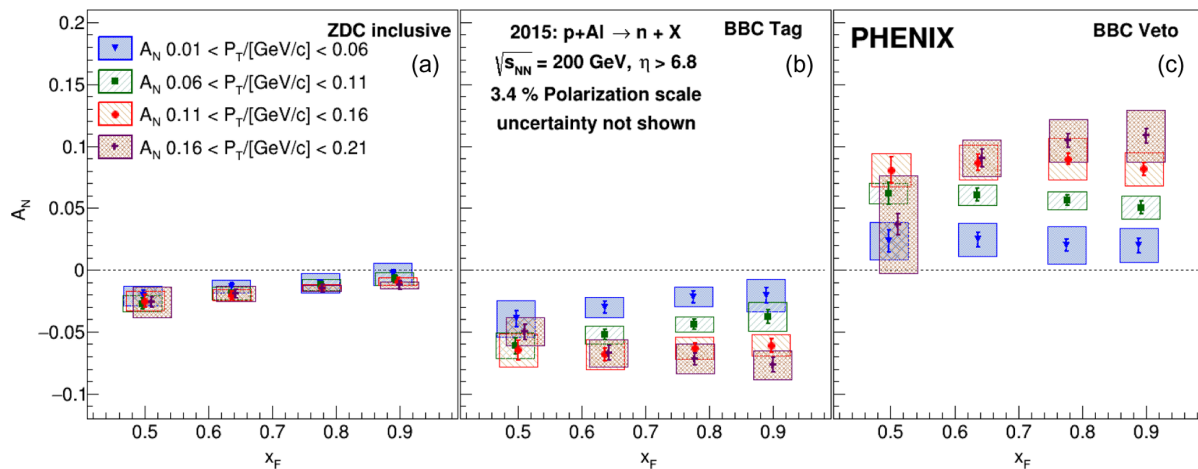 ZDC inclusive
(a)
A_N 0.01 < P_T/[GeV/c] < 0.06
A_N 0.06 < P_T/[GeV/c] < 0.11
A_N 0.11 < P_T/[GeV/c] < 0.16
A_N 0.16 < P_T/[GeV/c] < 0.21
BBC Tag
2015: p+Al → n + X
(b)
√s_NN = 200 GeV, η > 6.8
3.4 % Polarization scale
uncertainty not shown
PHENIX
BBC Veto
(c)
A_N
0.2
0.15
0.1
0.05
0
−0.05
−0.1
0.5 0.6 0.7 0.8 0.9
x_F
0.5 0.6 0.7 0.8 0.9
x_F
0.5 0.6 0.7 0.8 0.9
x_F